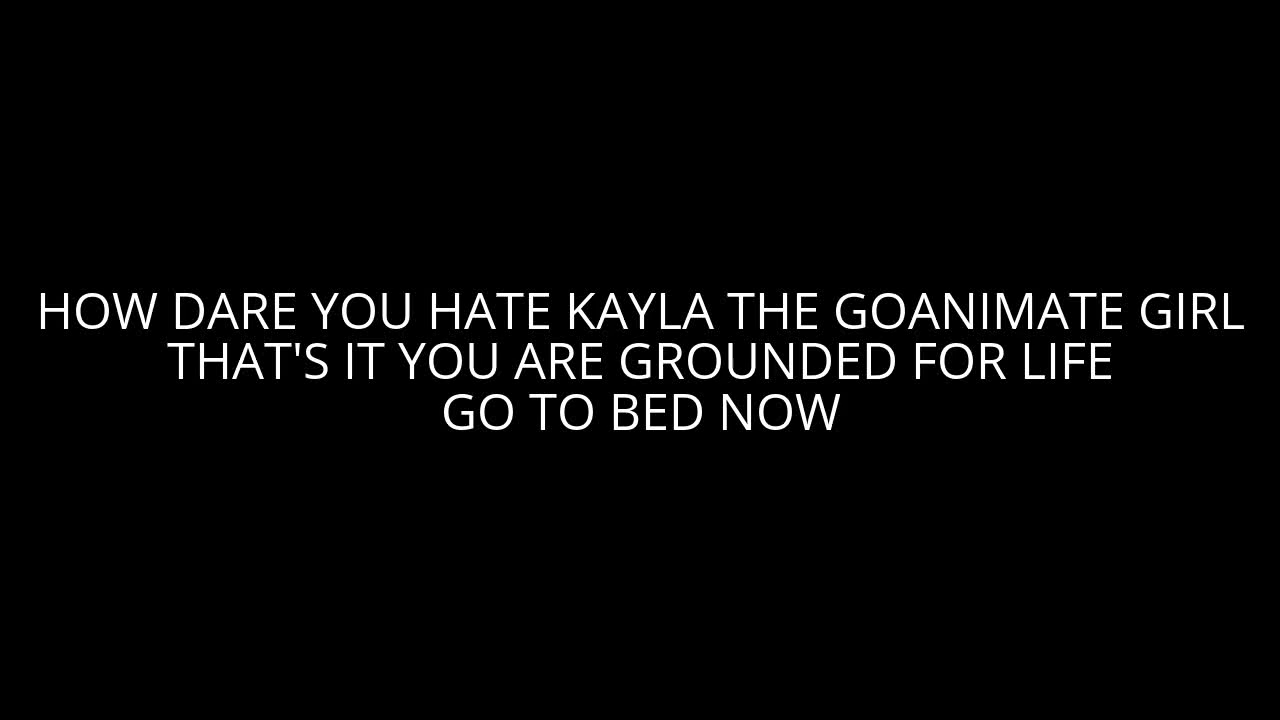 HOW DARE YOU HATE KAYLA THE GOANIMATE GIRL
THAT'S IT YOU ARE GROUNDED FOR LIFE
GO TO BED NOW